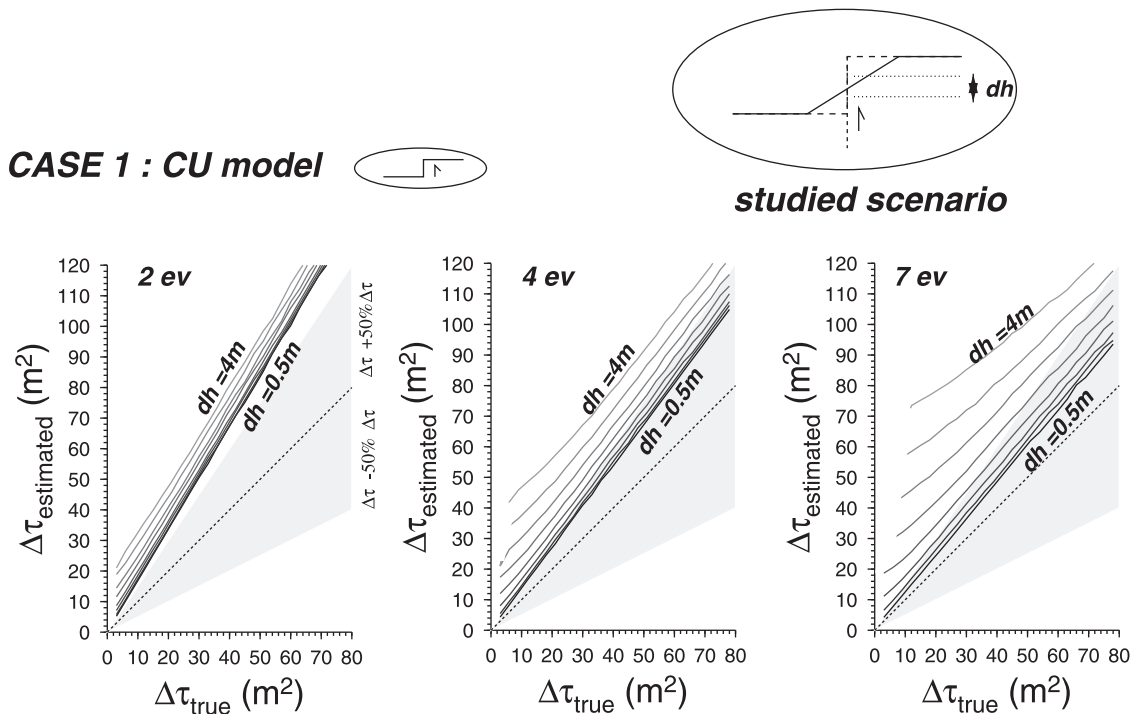 dh
CASE 1 : CU model
studied scenario
2 ev
120
110
100
90
80
70
60
50
40
30
20
10
0
Δτestimated (m²)
dh =4m
dh =0.5m
Δτ -50% Δτ
Δτ +50% Δτ
0 10 20 30 40 50 60 70 80
Δτtrue (m²)
4 ev
120
110
100
90
80
70
60
50
40
30
20
10
0
Δτestimated (m²)
dh =4m
dh =0.5m
0 10 20 30 40 50 60 70 80
Δτtrue (m²)
7 ev
120
110
100
90
80
70
60
50
40
30
20
10
0
Δτestimated (m²)
dh =4m
dh =0.5m
0 10 20 30 40 50 60 70 80
Δτtrue (m²)